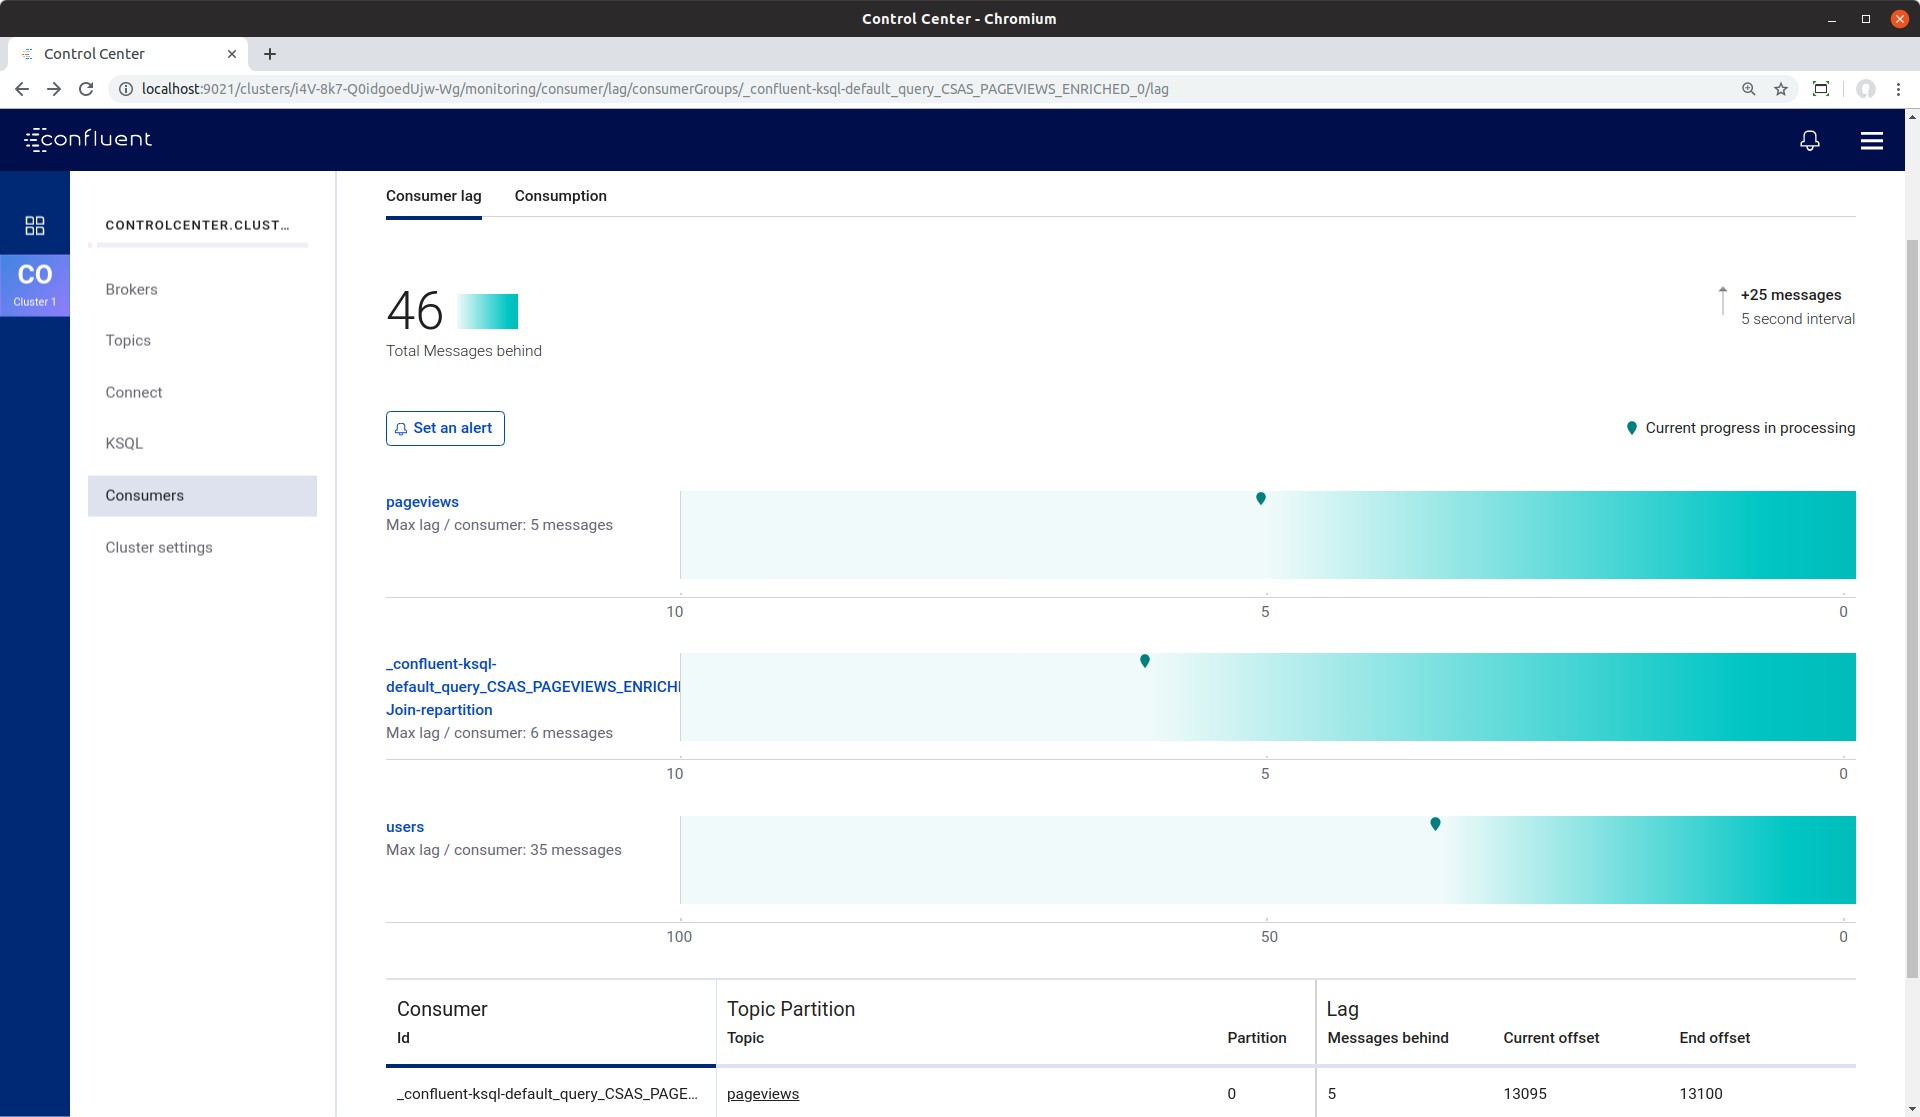 Control Center - Chromium
Control Center
localhost:9021/clusters/i4V-8k7-Q0idgoedUjw-Wg/monitoring/consumer/lag/consumerGroups/_confluent-ksql-default_query_CSAS_PAGEVIEWS_ENRICHED_0/lag
confluent
CO
Cluster 1
CONTROLCENTER.CLUST...
Brokers
Topics
Connect
KSQL
Consumers
Cluster settings
Consumer lag Consumption
46
Total Messages behind
+25 messages
5 second interval
Set an alert
Current progress in processing
pageviews
Max lag / consumer: 5 messages
10 5 0
_confluent-ksql-
default_query_CSAS_PAGEVIEWS_ENRICHI
Join-repartition
Max lag / consumer: 6 messages
10 5 0
users
Max lag / consumer: 35 messages
100 50 0
Consumer Topic Partition Lag
Id Topic Partition Messages behind Current offset End offset
_confluent-ksql-default_query_CSAS_PAGE... pageviews 0 5 13095 13100